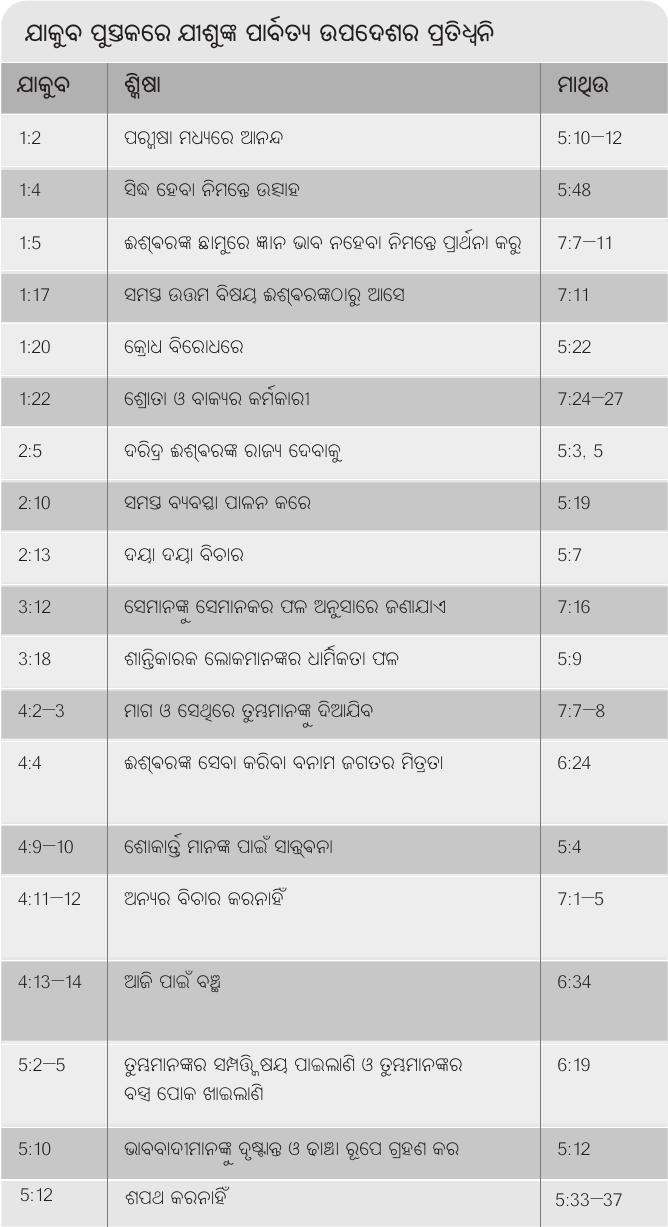 ଯାକୁବ ପୁସ୍ତକରେ ଯୀଶୁଙ୍କ ପାର୍ବତ୍ୟ ଉପଦେଶର ପ୍ରତିଧ୍ୱନି
ଯାକୁବ ଶିକ୍ଷା ମାଥିଉ
1:2 ପରୀକ୍ଷା ମଧ୍ୟରେ ଆନନ୍ଦ 5:10—12
1:4 ସିଦ୍ଧ ହେବା ନିମନ୍ତେ ଉତ୍ସାହ 5:48
1:5 ଈଶ୍ଵରଙ୍କ ଛାମୁରେ ଜ୍ଞାନ ଭାବ ନହେବା ନିମନ୍ତେ ପ୍ରାର୍ଥନା କରୁ 7:7—11
1:17 ସମସ୍ତ ଉତ୍ତମ ବିଷୟ ଈଶ୍ଵରଙ୍କଠାରୁ ଆସେ 7:11
1:20 କ୍ରୋଧ ବିରୋଧରେ 5:22
1:22 ଶ୍ରୋତା ଓ ବାକ୍ୟର କର୍ମକାରୀ 7:24—27
2:5 ଦରିଦ୍ର ଈଶ୍ଵରଙ୍କ ରାଜ୍ୟ ଦେବାକୁ 5:3, 5
2:10 ସମସ୍ତ ବ୍ୟବସ୍ଥା ପାଳନ କରେ 5:19
2:13 ଦୟା ଦୟା ବିଚାର 5:7
3:12 ସେମାନଙ୍କୁ ସେମାନକର ଫଳ ଅନୁସାରେ ଜଣାଯାଏ 7:16
3:18 ଶାନ୍ତିକାରକ ଲୋକମାନଙ୍କର ଧାର୍ମିକତା ଫଳ 5:9
4:2—3 ମାଗ ଓ ସେଥିରେ ତୁମ୍ଭମାନଙ୍କୁ ଦିଆଯିବ 7:7—8
4:4 ଈଶ୍ଵରଙ୍କ ସେବା କରିବା ବନାମ ଜଗତର ମିତ୍ରତା 6:24
4:9—10 ଶୋକାର୍ତ୍ତ ମାନଙ୍କ ପାଇଁ ସାନ୍ତ୍ଵନା 5:4
4:11—12 ଅନ୍ୟର ବିଚାର କରନାହିଁ 7:1—5
4:13—14 ଆଜି ପାଇଁ ବଞ୍ଚ 6:34
5:2—5 ତୁମ୍ଭମାନଙ୍କର ସମ୍ପତ୍ତି କ୍ଷୟ ପାଇଲାଣି ଓ ତୁମ୍ଭମାନଙ୍କର 6:19
ବସ୍ତ୍ର ପୋକ ଖାଇଲାଣି
5:10 ଭାବବାଦୀମାନଙ୍କୁ ଦୃଷ୍ଟାନ୍ତ ଓ ଢାଞ୍ଚା ରୂପେ ଗ୍ରହଣ କର 5:12
5:12 ଶପଥ କରନାହିଁ 5:33—37